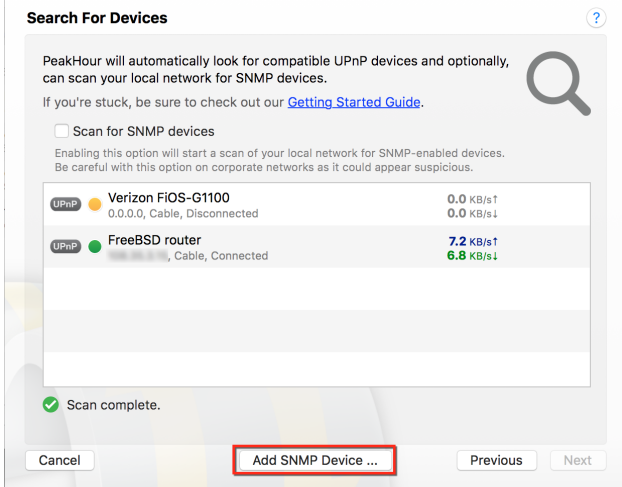 Search For Devices
?
PeakHour will automatically look for compatible UPnP devices and optionally,
can scan your local network for SNMP devices.
If you're stuck, be sure to check out our Getting Started Guide.
Scan for SNMP devices
Enabling this option will start a scan of your local network for SNMP-enabled devices.
Be careful with this option on corporate networks as it could appear suspicious.
UPnP
Verizon FiOS-G1100
0.0 KB/s↑
0.0.0.0, Cable, Disconnected
0.0 KB/s↓
UPnP
FreeBSD router
7.2 KB/s↑
, Cable, Connected
6.8 KB/s↓
Scan complete.
Cancel
Add SNMP Device ...
Previous
Next